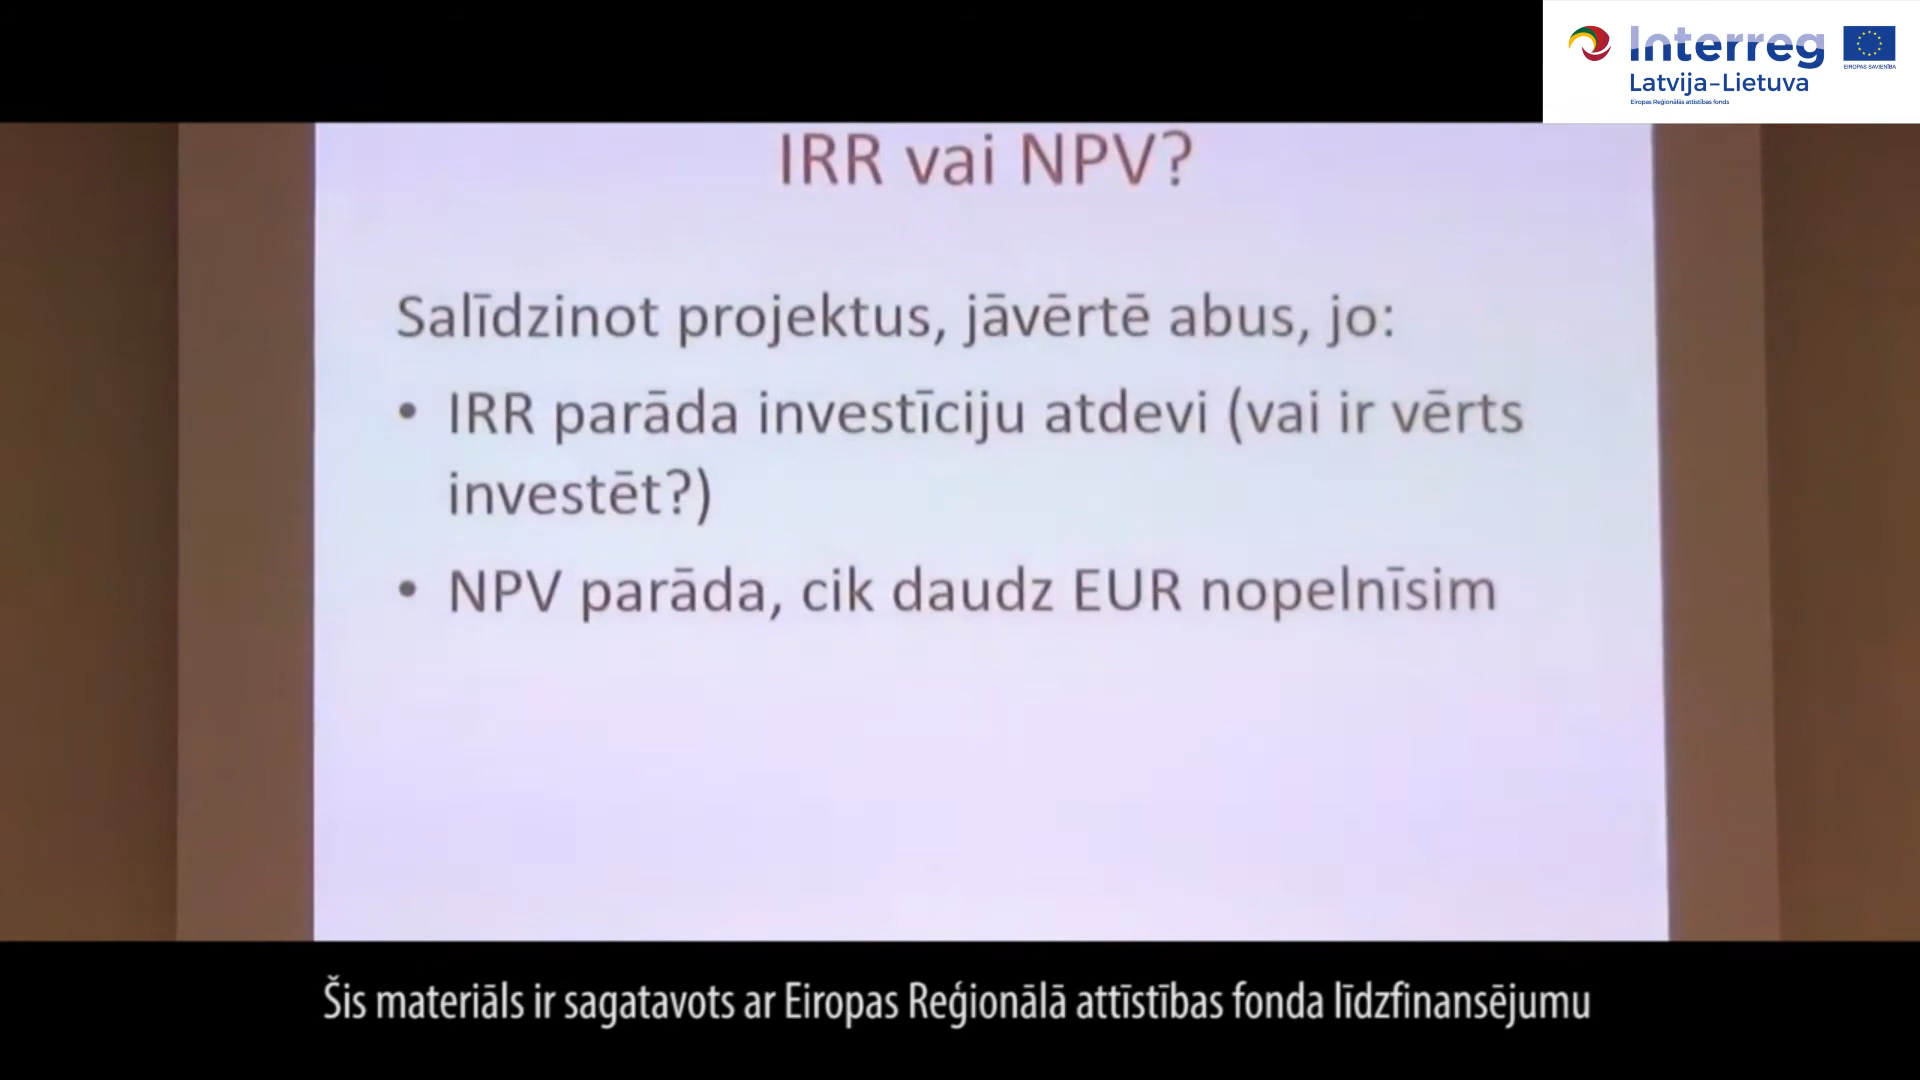 Interreg
EIROPAS SAVIENĪBA
Latvija–Lietuva
Eiropas Reģionālās attīstības fonds
IRR vai NPV?
Salīdzinot projektus, jāvērtē abus, jo:
• IRR parāda investīciju atdevi (vai ir vērts
investēt?)
• NPV parāda, cik daudz EUR nopelnīsim
Šis materiāls ir sagatavots ar Eiropas Reģionālā attīstības fonda līdzfinansējumu